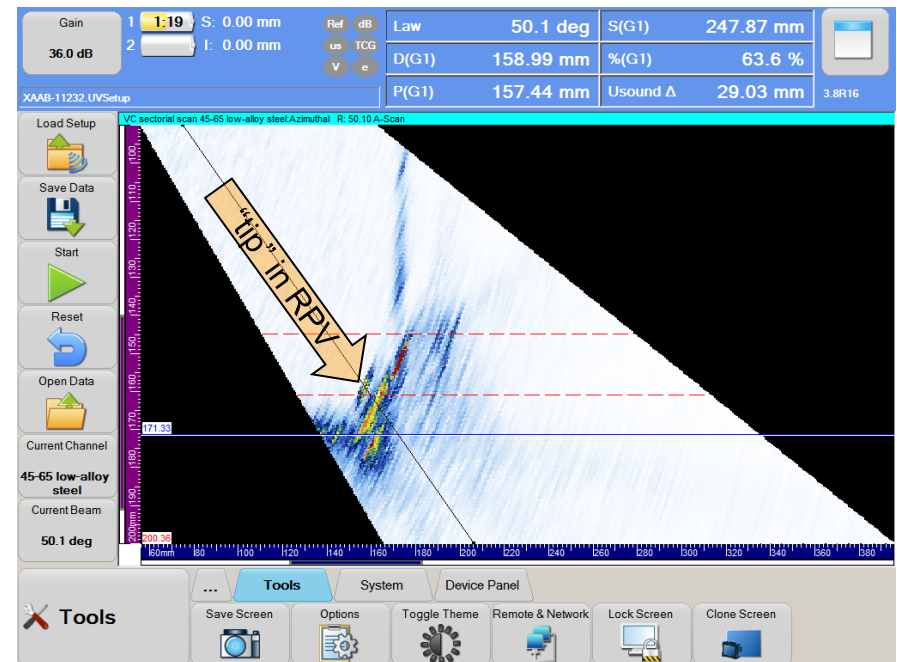 Gain
36.0 dB
XAAB-11232.UVSetup
1 1:19 S: 0.00 mm
2 I: 0.00 mm
Ref dB
us TCG
V e
Law 50.1 deg S(G1) 247.87 mm
D(G1) 158.99 mm %(G1) 63.6 %
P(G1) 157.44 mm Usound Δ 29.03 mm
3.8R16
Load Setup
Save Data
Start
Reset
Open Data
Current Channel
45-65 low-alloy
steel
Current Beam
50.1 deg
VC sectorial scan 45-65 low-alloy steel:Azimuthal R: 50.10 A-Scan
"tip" in RPV
100
110
120
130
140
150
160
170
180
190
200mm
171.33
200.36
60mm 80 100 120 140 160 180 200 220 240 260 280 300 320 340 360 380
... Tools System Device Panel
Tools
Save Screen Options Toggle Theme Remote & Network Lock Screen Clone Screen